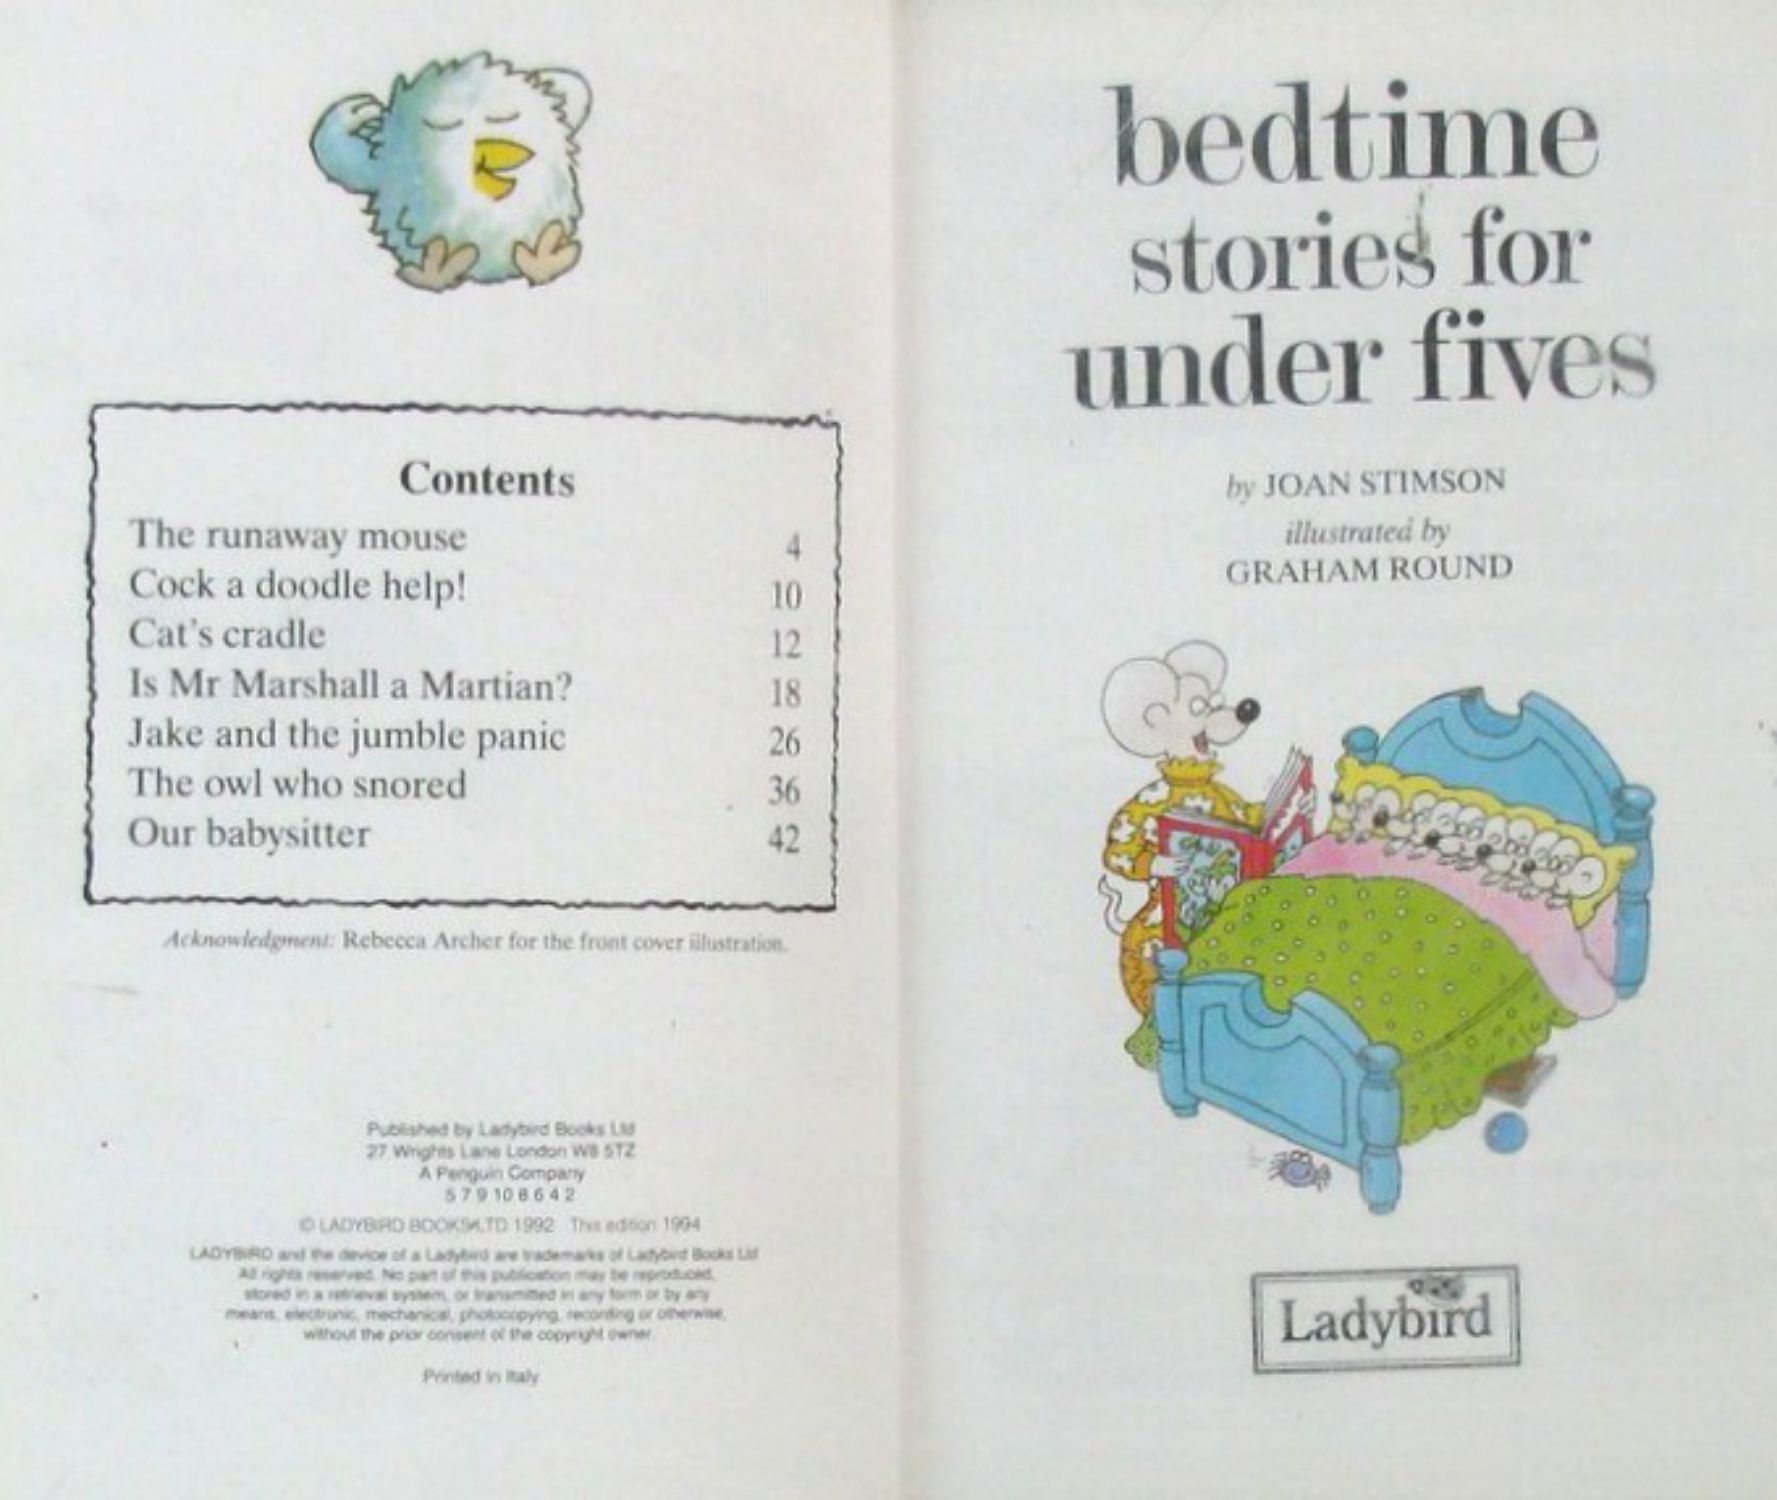 Contents
The runaway mouse 4
Cock a doodle help! 10
Cat's cradle 12
Is Mr Marshall a Martian? 18
Jake and the jumble panic 26
The owl who snored 36
Our babysitter 42
Acknowledgment: Rebecca Archer for the front cover illustration.
Published by Ladybird Books Ltd
27 Wrights Lane London W8 5TZ
A Penguin Company
5 7 9 10 8 6 4 2
© LADYBIRD BOOKS LTD 1992 This edition 1994
LADYBIRD and the device of a Ladybird are trademarks of Ladybird Books Ltd
All rights reserved. No part of this publication may be reproduced,
stored in a retrieval system, or transmitted in any form or by any
means, electronic, mechanical, photocopying, recording or otherwise,
without the prior consent of the copyright owner.
Printed in Italy
bedtime
stories for
under fives
by JOAN STIMSON
illustrated by
GRAHAM ROUND
Ladybird